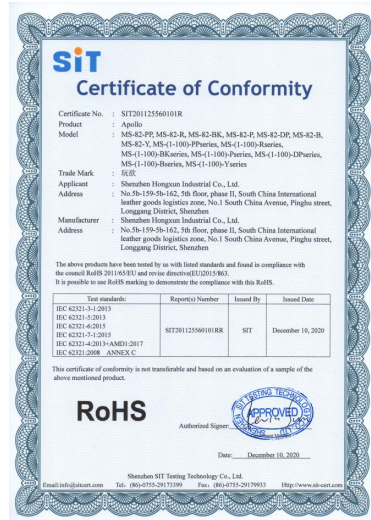 SiT
Certificate of Conformity
Certificate No. : SIT201125560101R
Product : Apollo
Model : MS-82-PP, MS-82-R, MS-82-BK, MS-82-P, MS-82-DP, MS-82-B,
MS-82-Y, MS-(1-100)-PPseries, MS-(1-100)-Rseries,
MS-(1-100)-BKseries, MS-(1-100)-Pseries, MS-(1-100)-DPseries,
MS-(1-100)-Bseries, MS-(1-100)-Yseries
Trade Mark : 玩欲
Applicant : Shenzhen Hongxun Industrial Co., Ltd.
Address : No.5b-159-5b-162, 5th floor, phase II, South China International
leather goods logistics zone, No.1 South China Avenue, Pinghu street,
Longgang District, Shenzhen
Manufacturer : Shenzhen Hongxun Industrial Co., Ltd.
Address : No.5b-159-5b-162, 5th floor, phase II, South China International
leather goods logistics zone, No.1 South China Avenue, Pinghu street,
Longgang District, Shenzhen
The above products have been tested by us with listed standards and found in compliance with
the council RoHS 2011/65/EU and revise directive(EU)2015/863.
It is possible to use RoHS marking to demonstrate the compliance with this RoHS.
Test standards: Report(s) Number Issued By Issued Date
IEC 62321-3-1:2013
IEC 62321-5:2013
IEC 62321-6:2015
IEC 62321-7-1:2015
IEC 62321-4:2013+AMD1:2017
IEC 62321:2008 ANNEX C
SIT201125560101RR SIT December 10, 2020
This certificate of conformity is not transferable and based on an evaluation of a sample of the
above mentioned product.
RoHS
SIT TESTING TECHNOLOGY
APPROVED
Authorized Signer:
Date: December 10, 2020
Shenzhen SIT Testing Technology Co., Ltd.
Email:info@sitcert.com Tel: (86)-0755-29173399 Fax: (86)-0755-29179933 Http://www.sit-cert.com